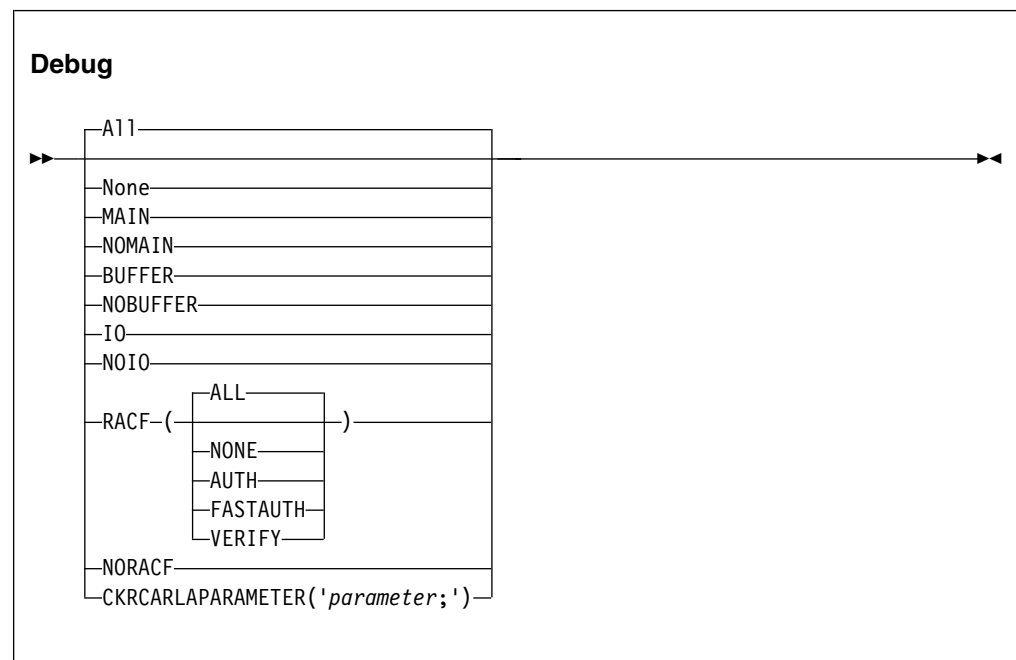 Debug
All
None
MAIN
NOMAIN
BUFFER
NOBUFFER
IO
NOIO
ALL
RACF ( )
NONE
AUTH
FASTAUTH
VERIFY
NORACF
CKRCARLAPARAMETER('parameter;')